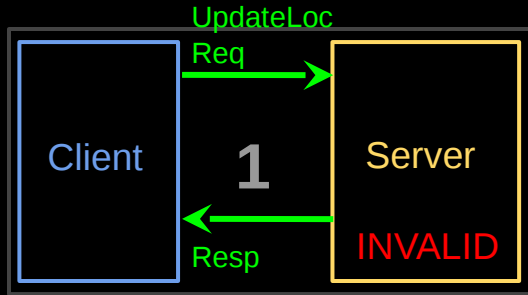 UpdateLoc
Req
Client
1
Server
INVALID
Resp